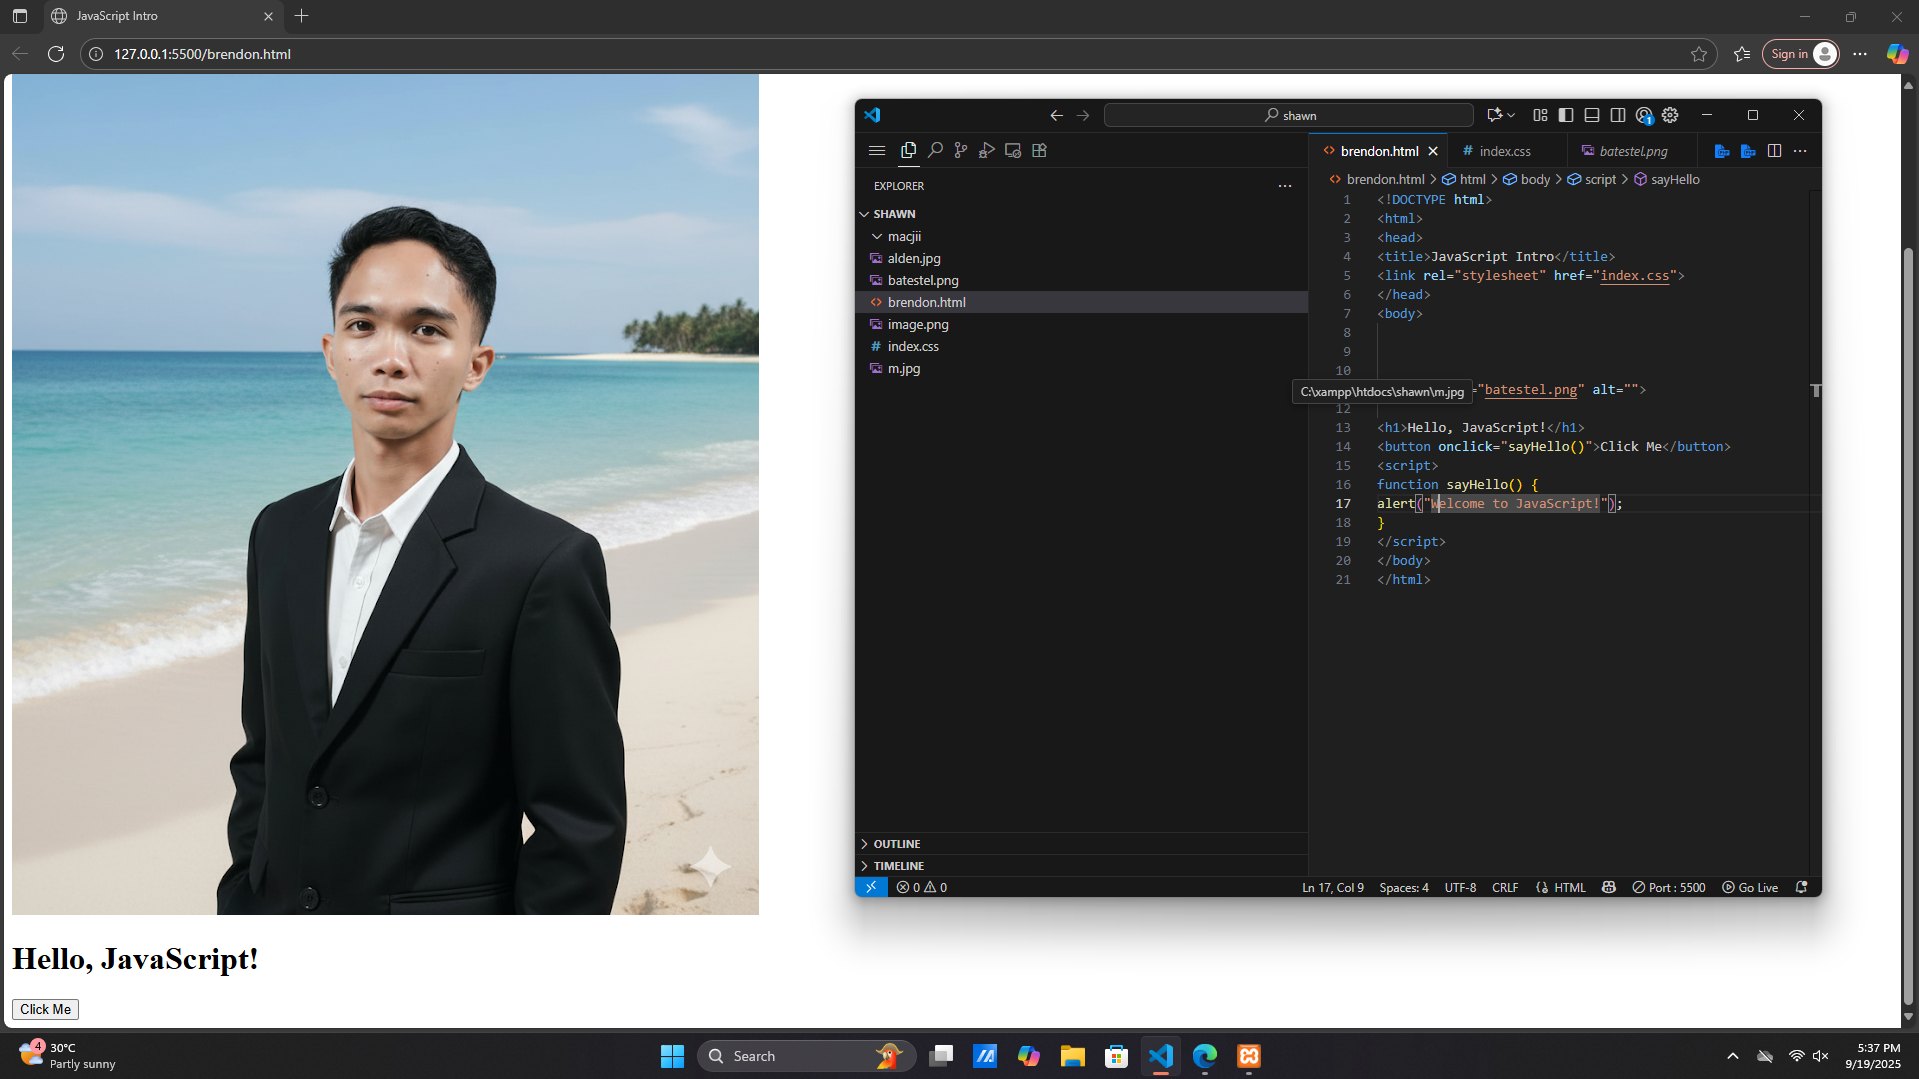 JavaScript Intro
127.0.0.1:5500/brendon.html
Sign in
shawn
EXPLORER
SHAWN
macjii
alden.jpg
batestel.png
brendon.html
image.png
index.css
m.jpg
OUTLINE
TIMELINE
brendon.html
index.css
batestel.png
brendon.html > html > body > script > sayHello
1 <!DOCTYPE html>
2 <html>
3 <head>
4 <title>JavaScript Intro</title>
5 <link rel="stylesheet" href="index.css">
6 </head>
7 <body>
8
9
10
C:\xampp\htdocs\shawn\m.jpg ="batestel.png" alt="">
12
13 <h1>Hello, JavaScript!</h1>
14 <button onclick="sayHello()">Click Me</button>
15 <script>
16 function sayHello() {
17 alert("Welcome to JavaScript!");
18 }
19 </script>
20 </body>
21 </html>
0 0
Ln 17, Col 9 Spaces: 4 UTF-8 CRLF HTML Port : 5500 Go Live
Hello, JavaScript!
Click Me
4
30°C
Partly sunny
Search
5:37 PM
9/19/2025